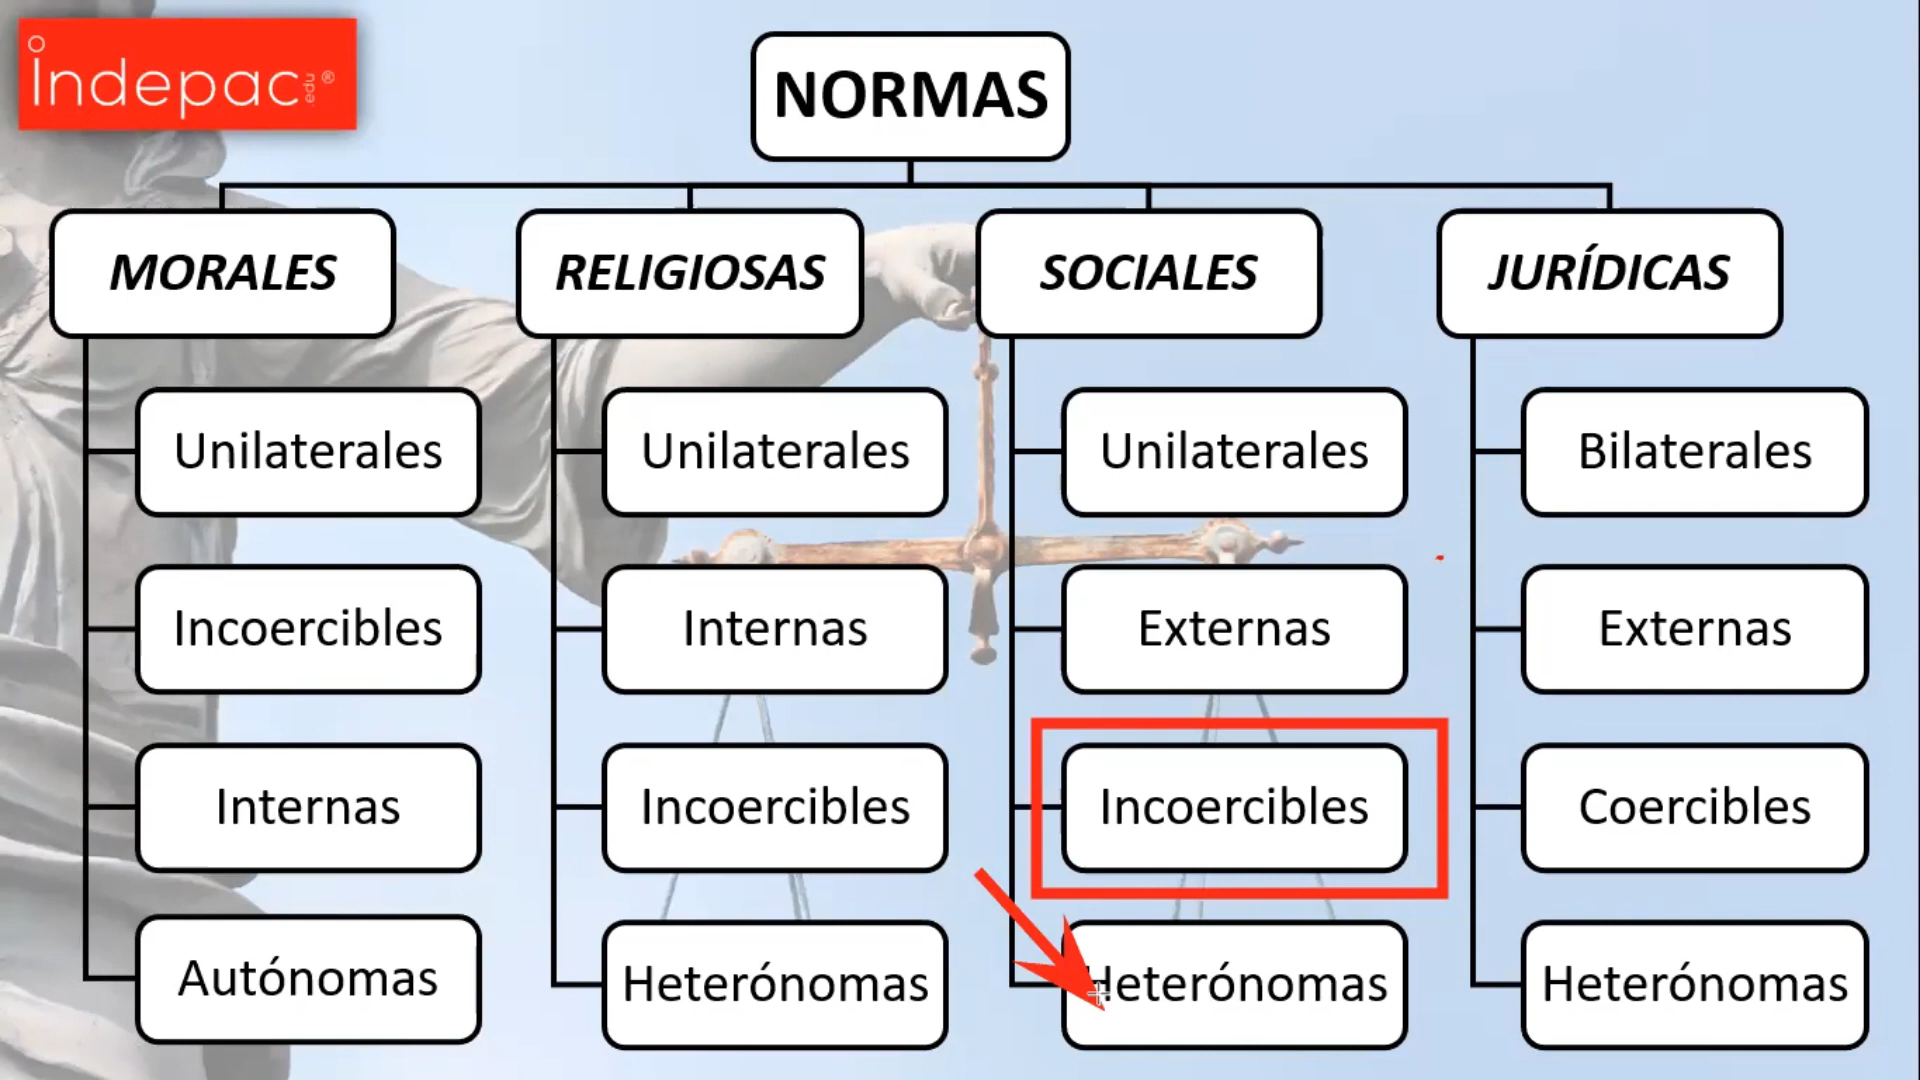 indepac.edu®
NORMAS
MORALES
Unilaterales
Incoercibles
Internas
Autónomas
RELIGIOSAS
Unilaterales
Internas
Incoercibles
Heterónomas
SOCIALES
Unilaterales
Externas
Incoercibles
Heterónomas
JURÍDICAS
Bilaterales
Externas
Coercibles
Heterónomas